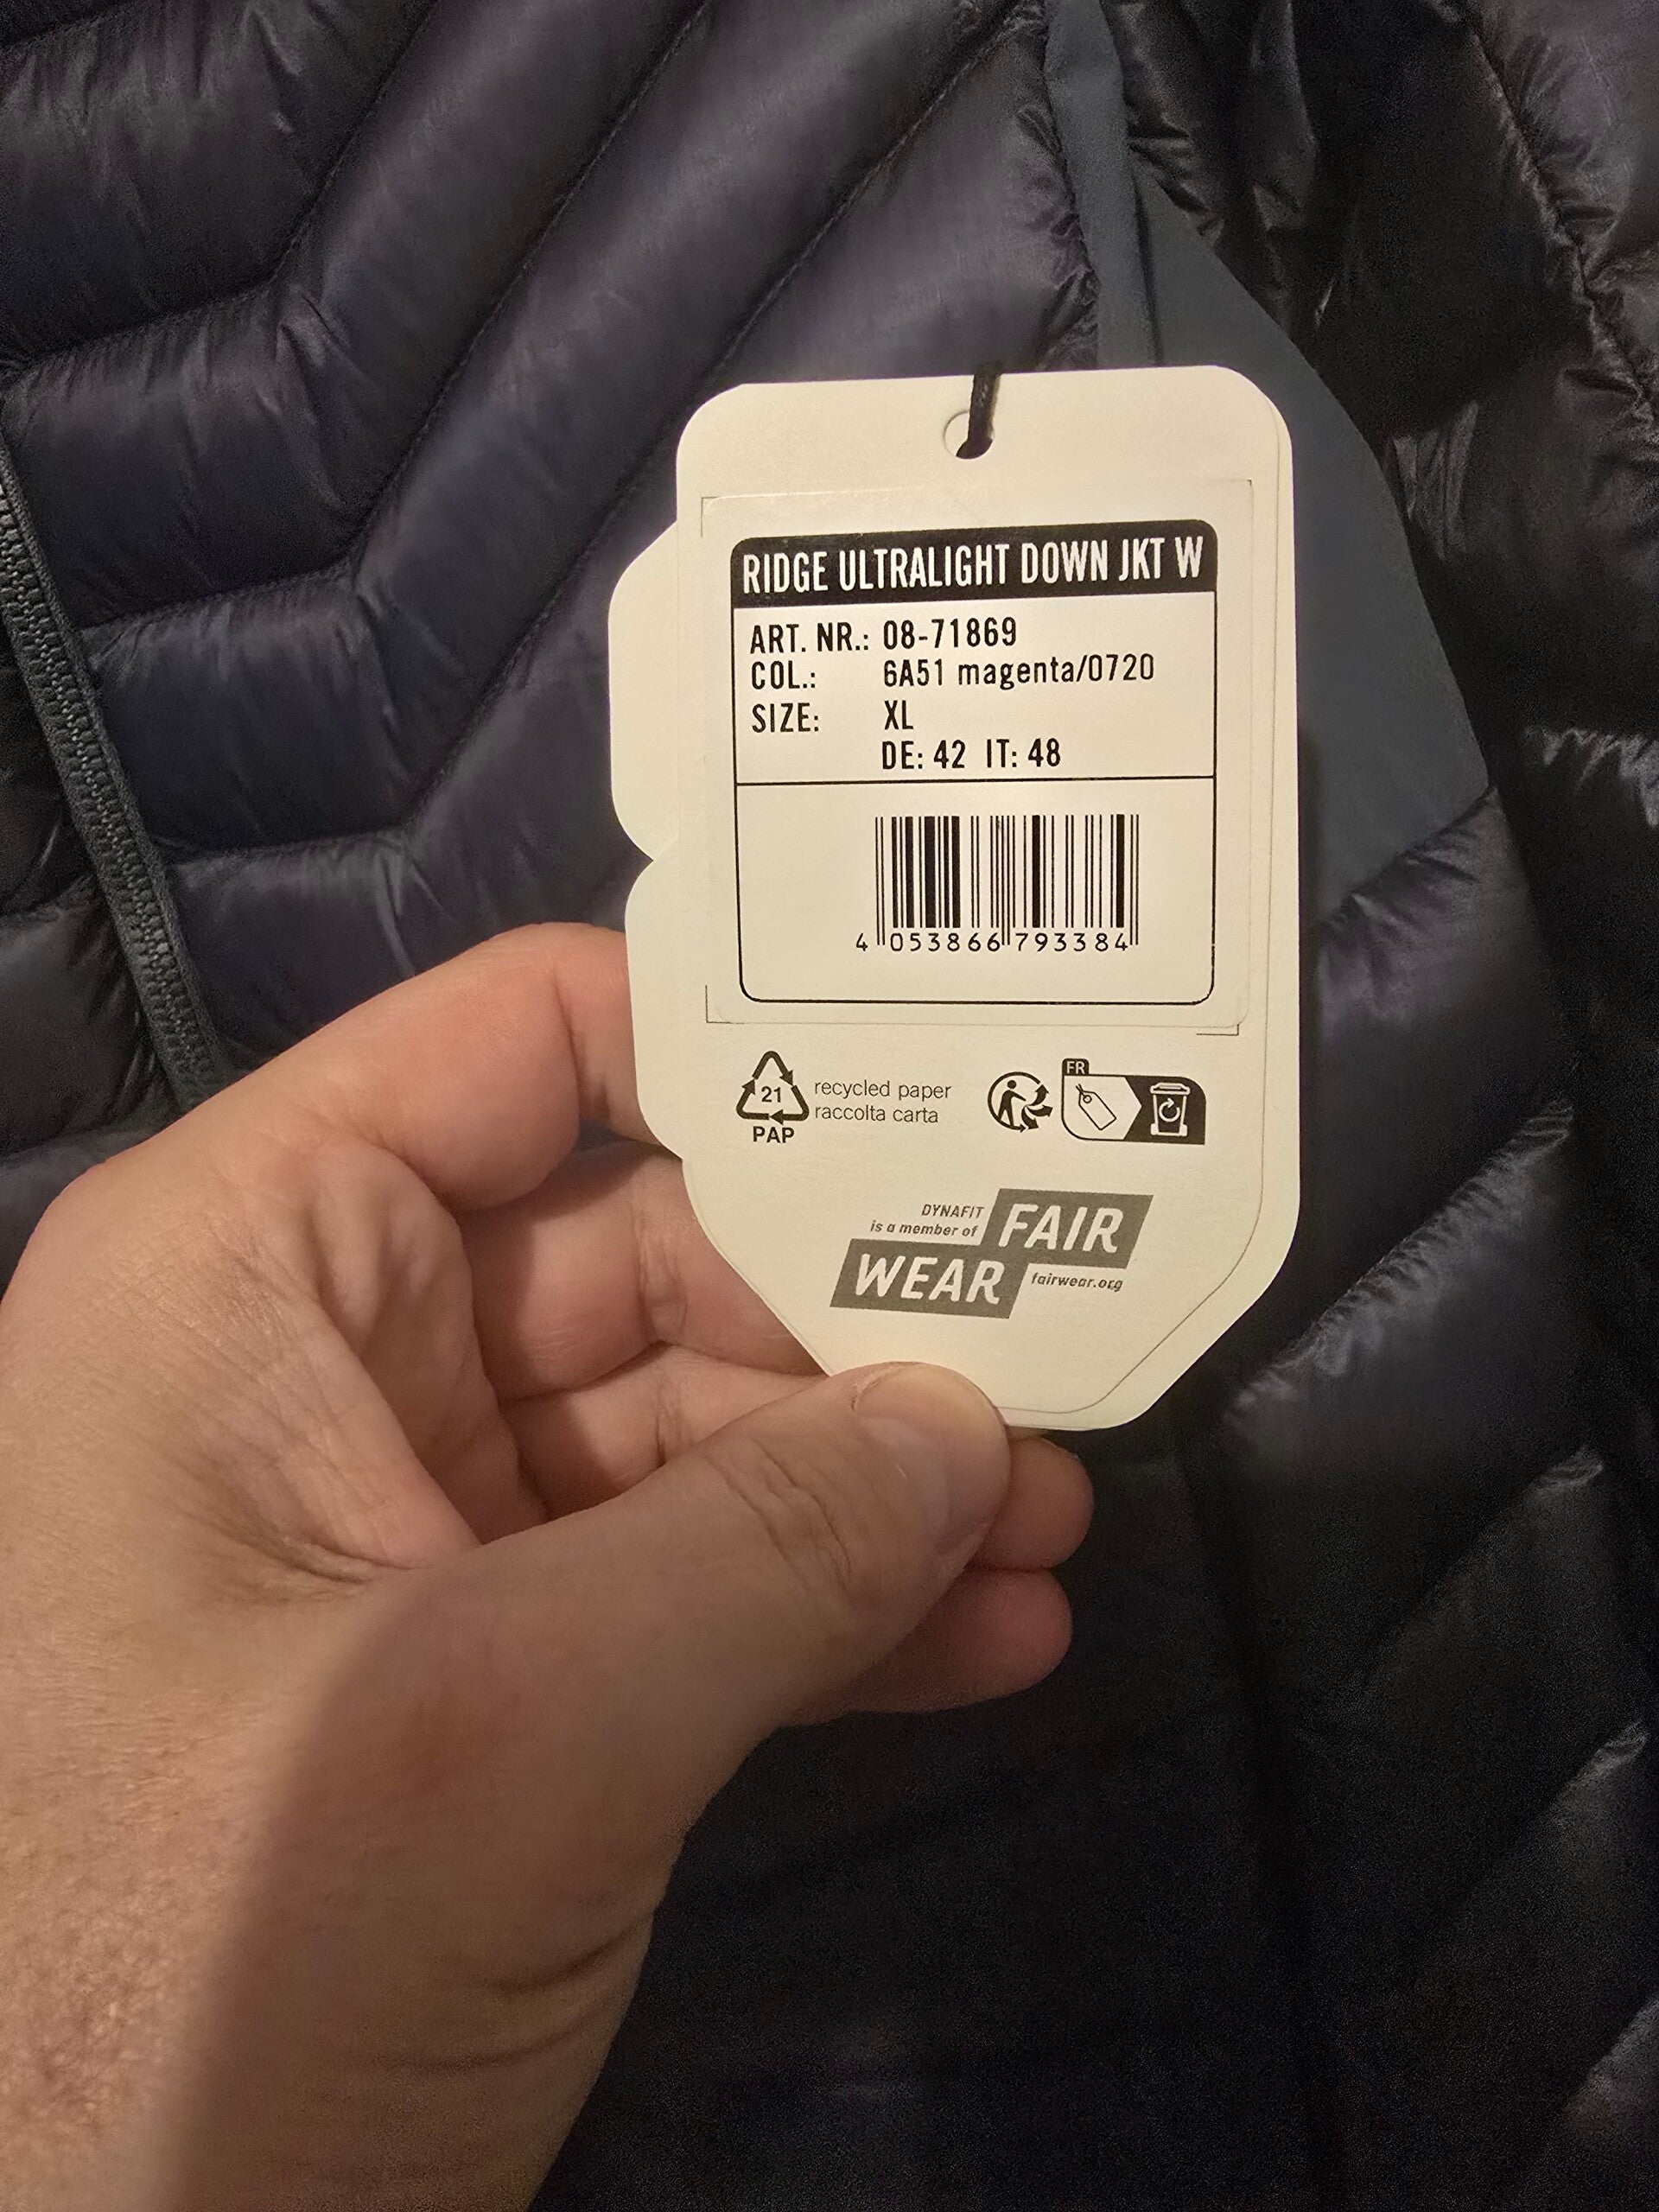 RIDGE ULTRALIGHT DOWN JKT W
ART. NR.: 08-71869
COL.: 6A51 magenta/0720
SIZE: XL
DE: 42 IT: 48
4 053866 793384
21
PAP
recycled paper
raccolta carta
FR
DYNAFIT
is a member of
FAIR
WEAR
fairwear.org